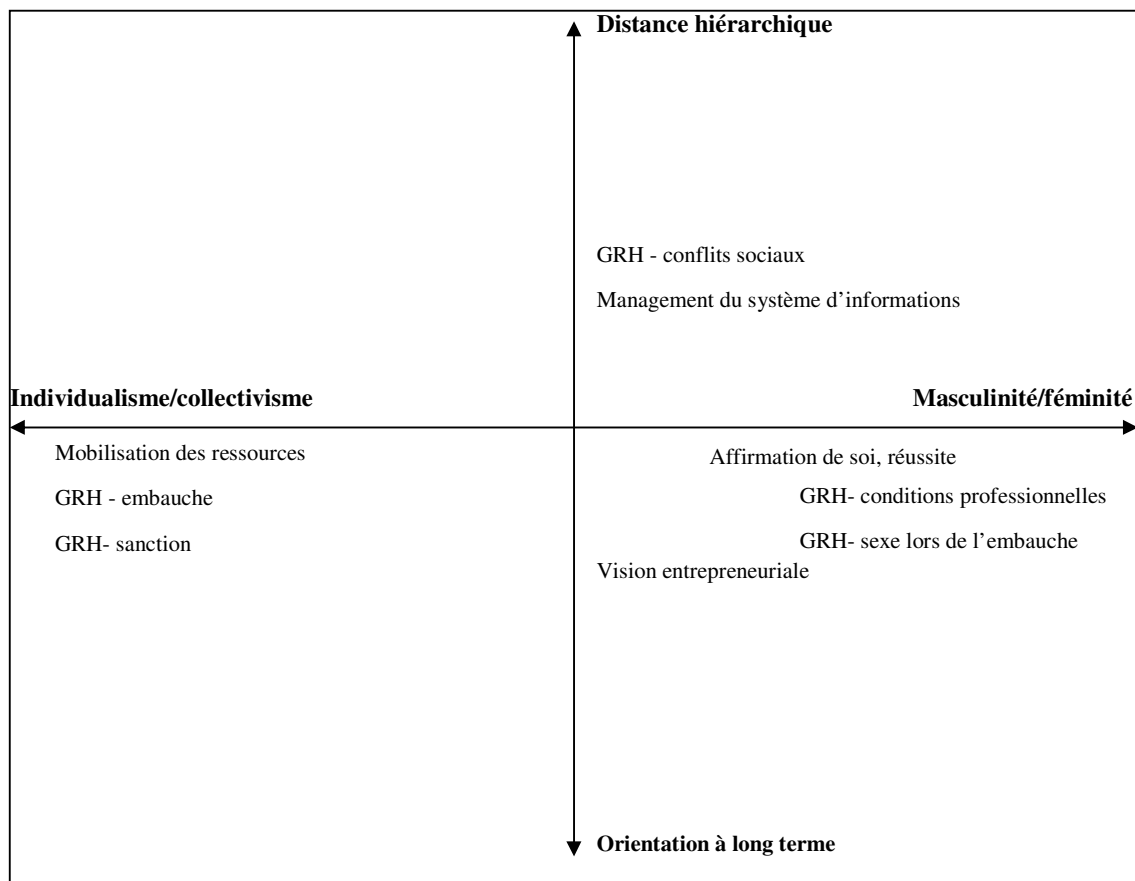 Distance hiérarchique
GRH - conflits sociaux
Management du système d’informations
Individualisme/collectivisme
Masculinité/féminité
Mobilisation des ressources
Affirmation de soi, réussite
GRH - embauche
GRH- conditions professionnelles
GRH- sanction
GRH- sexe lors de l’embauche
Vision entrepreneuriale
Orientation à long terme